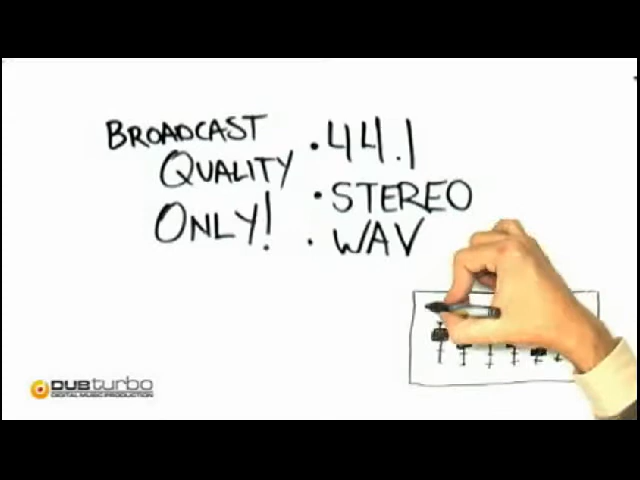 BROADCAST
QUALITY
ONLY!
• 44.1
• STEREO
• WAV
DUBturbo
DIGITAL MUSIC PRODUCTION